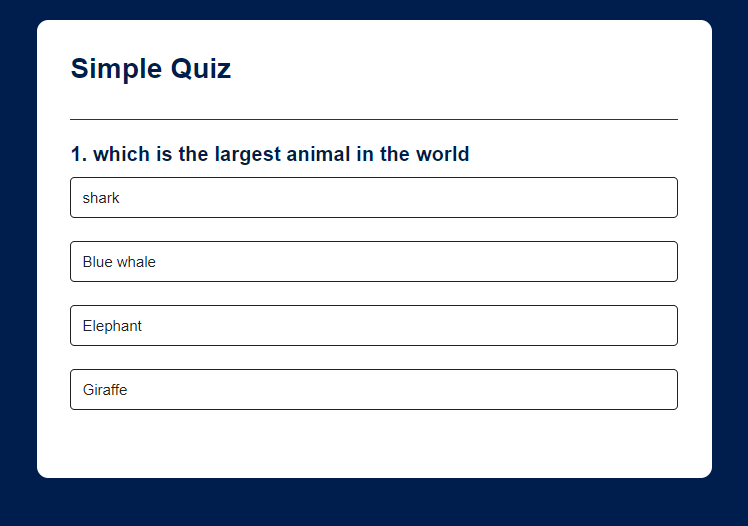 Simple Quiz
1. which is the largest animal in the world
shark
Blue whale
Elephant
Giraffe